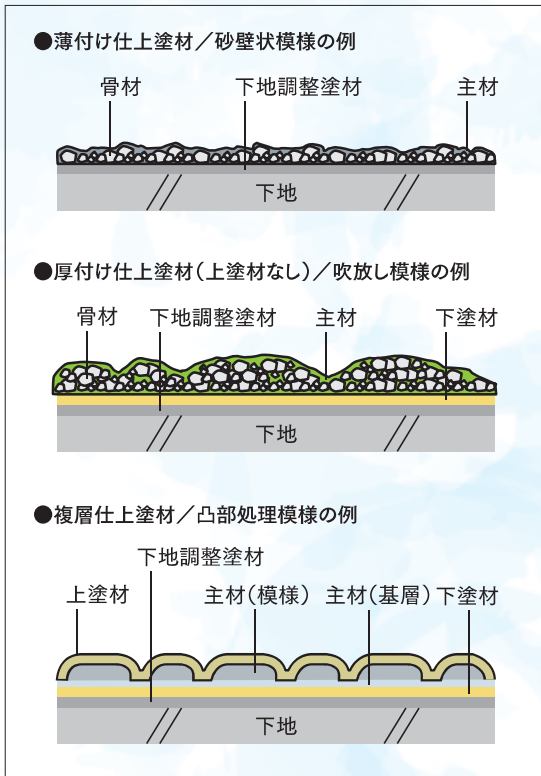 ●薄付け仕上塗材／砂壁状模様の例
骨材 下地調整塗材 主材
下地
●厚付け仕上塗材（上塗材なし）／吹放し模様の例
骨材 下地調整塗材 主材 下塗材
下地
●複層仕上塗材／凸部処理模様の例
下地調整塗材
上塗材 主材（模様） 主材（基層） 下塗材
下地